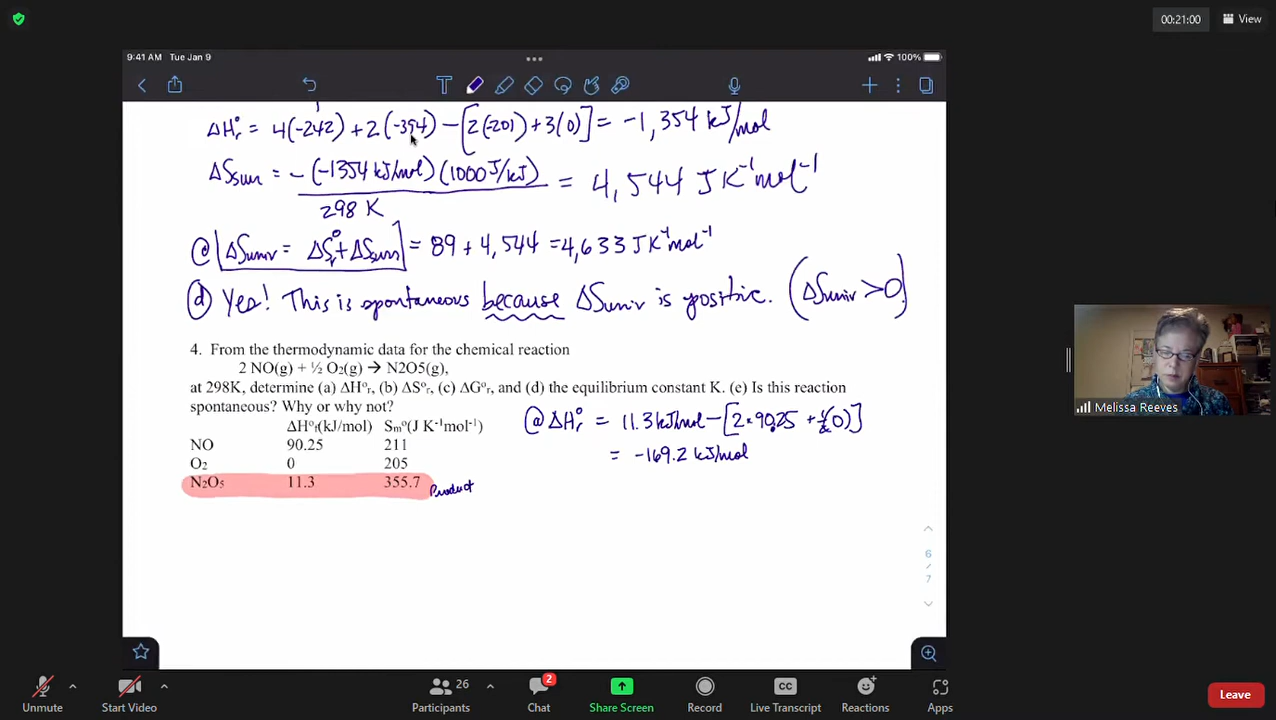 00:21:00 View
9:41 AM Tue Jan 9 100%
ΔH°r = 4(-242) + 2(-394) - [2(-201) + 3(0)] = -1,354 kJ/mol
ΔSsurr = -(-1354 kJ/mol)(1000 J/kJ) = 4,544 J K⁻¹ mol⁻¹
298 K
ΔSuniv = ΔS°r + ΔSsurr = 89 + 4,544 = 4,633 J K⁻¹ mol⁻¹
(d) Yes! This is spontaneous because ΔSuniv is positive. (ΔSuniv > 0)
4. From the thermodynamic data for the chemical reaction
2 NO(g) + ½ O2(g) → N2O5(g),
at 298K, determine (a) ΔH°r, (b) ΔS°r, (c) ΔG°r, and (d) the equilibrium constant K. (e) Is this reaction
spontaneous? Why or why not?
ΔH°f(kJ/mol) Sm°(J K⁻¹mol⁻¹)
NO 90.25 211
O2 0 205
N2O5 11.3 355.7 Product
(a) ΔH°r = 11.3 kJ/mol - [2 • 90.25 + ½(0)]
= -169.2 kJ/mol
6
/
7
Melissa Reeves
Unmute Start Video 26 Participants 2 Chat Share Screen Record CC Live Transcript Reactions Apps Leave